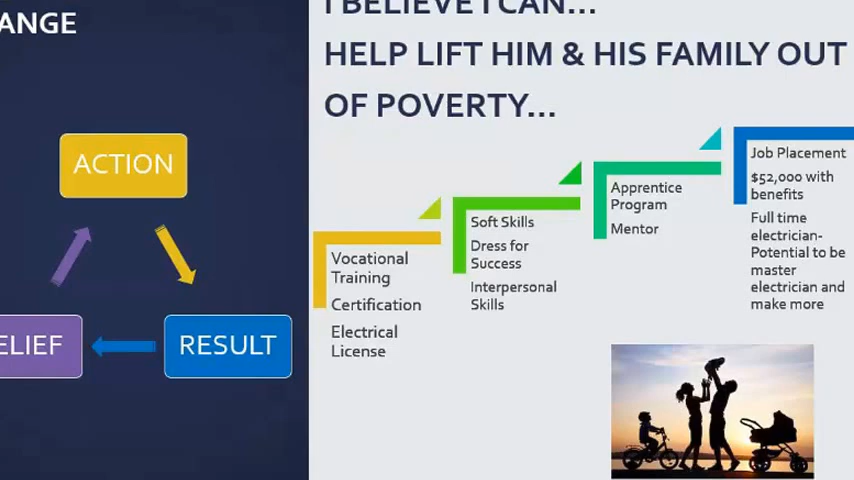 ANGE
ACTION
ELIEF
RESULT
I BELIEVE I CAN...
HELP LIFT HIM & HIS FAMILY OUT
OF POVERTY...
Vocational
Training
Certification
Electrical
License
Soft Skills
Dress for
Success
Interpersonal
Skills
Apprentice
Program
Mentor
Job Placement
$52,000 with
benefits
Full time
electrician-
Potential to be
master
electrician and
make more